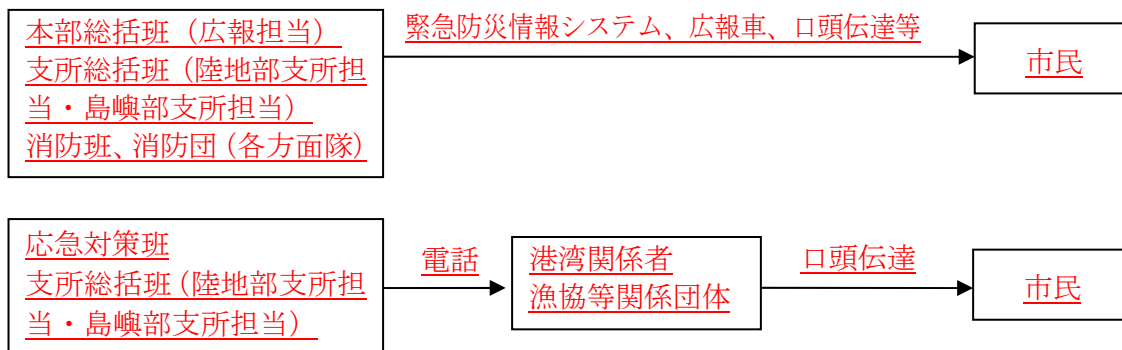 本部総括班（広報担当）
支所総括班（陸地部支所担
当・島嶼部支所担当）
消防班、消防団（各方面隊）
緊急防災情報システム、広報車、口頭伝達等
市民
応急対策班
支所総括班（陸地部支所担
当・島嶼部支所担当）
電話
港湾関係者
漁協等関係団体
口頭伝達
市民